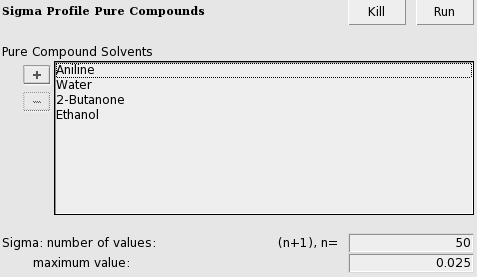 Sigma Profile Pure Compounds
Kill Run
Pure Compound Solvents
+
Aniline
Water
2-Butanone
Ethanol
Sigma: number of values: (n+1), n= 50
maximum value: 0.025